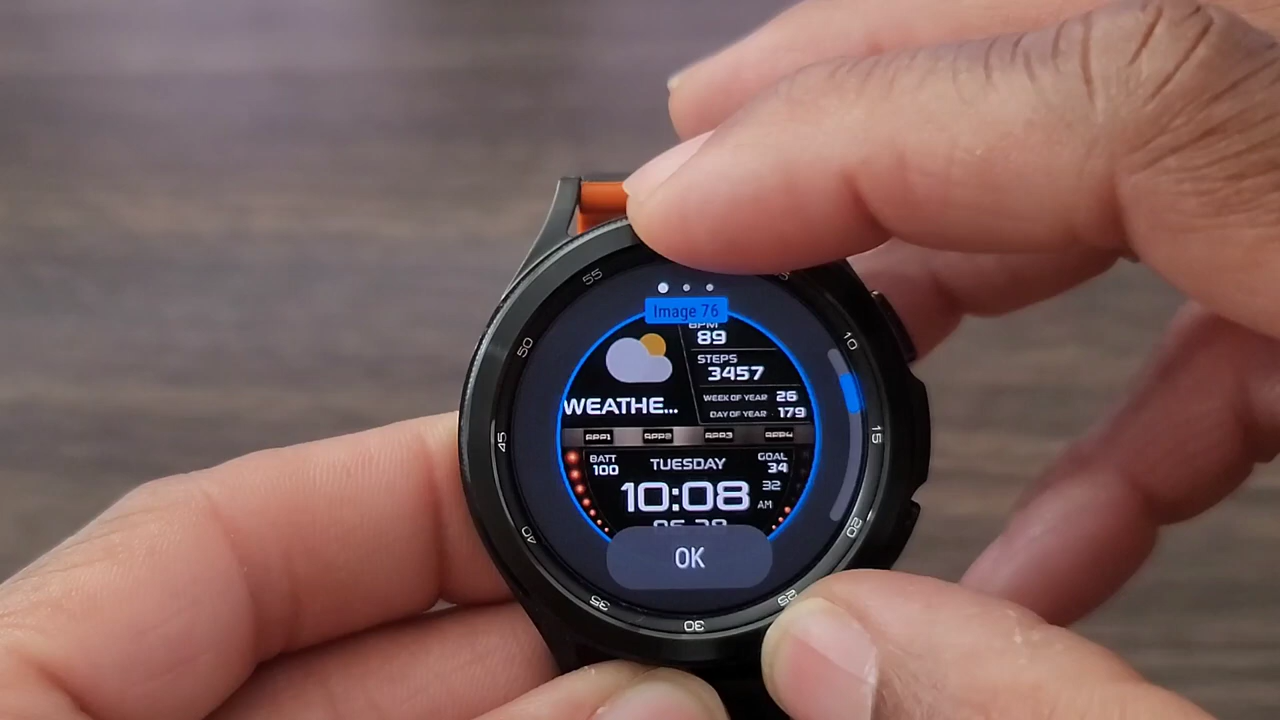 Image 76
BPM
89
STEPS
3457
WEEK OF YEAR 26
DAY OF YEAR 179
WEATHE...
APP1 APP2 APP3 APP4
BATT
100
TUESDAY
GOAL
34
10:08
32
AM
OK
55
50
45
40
35
30
25
20
15
10